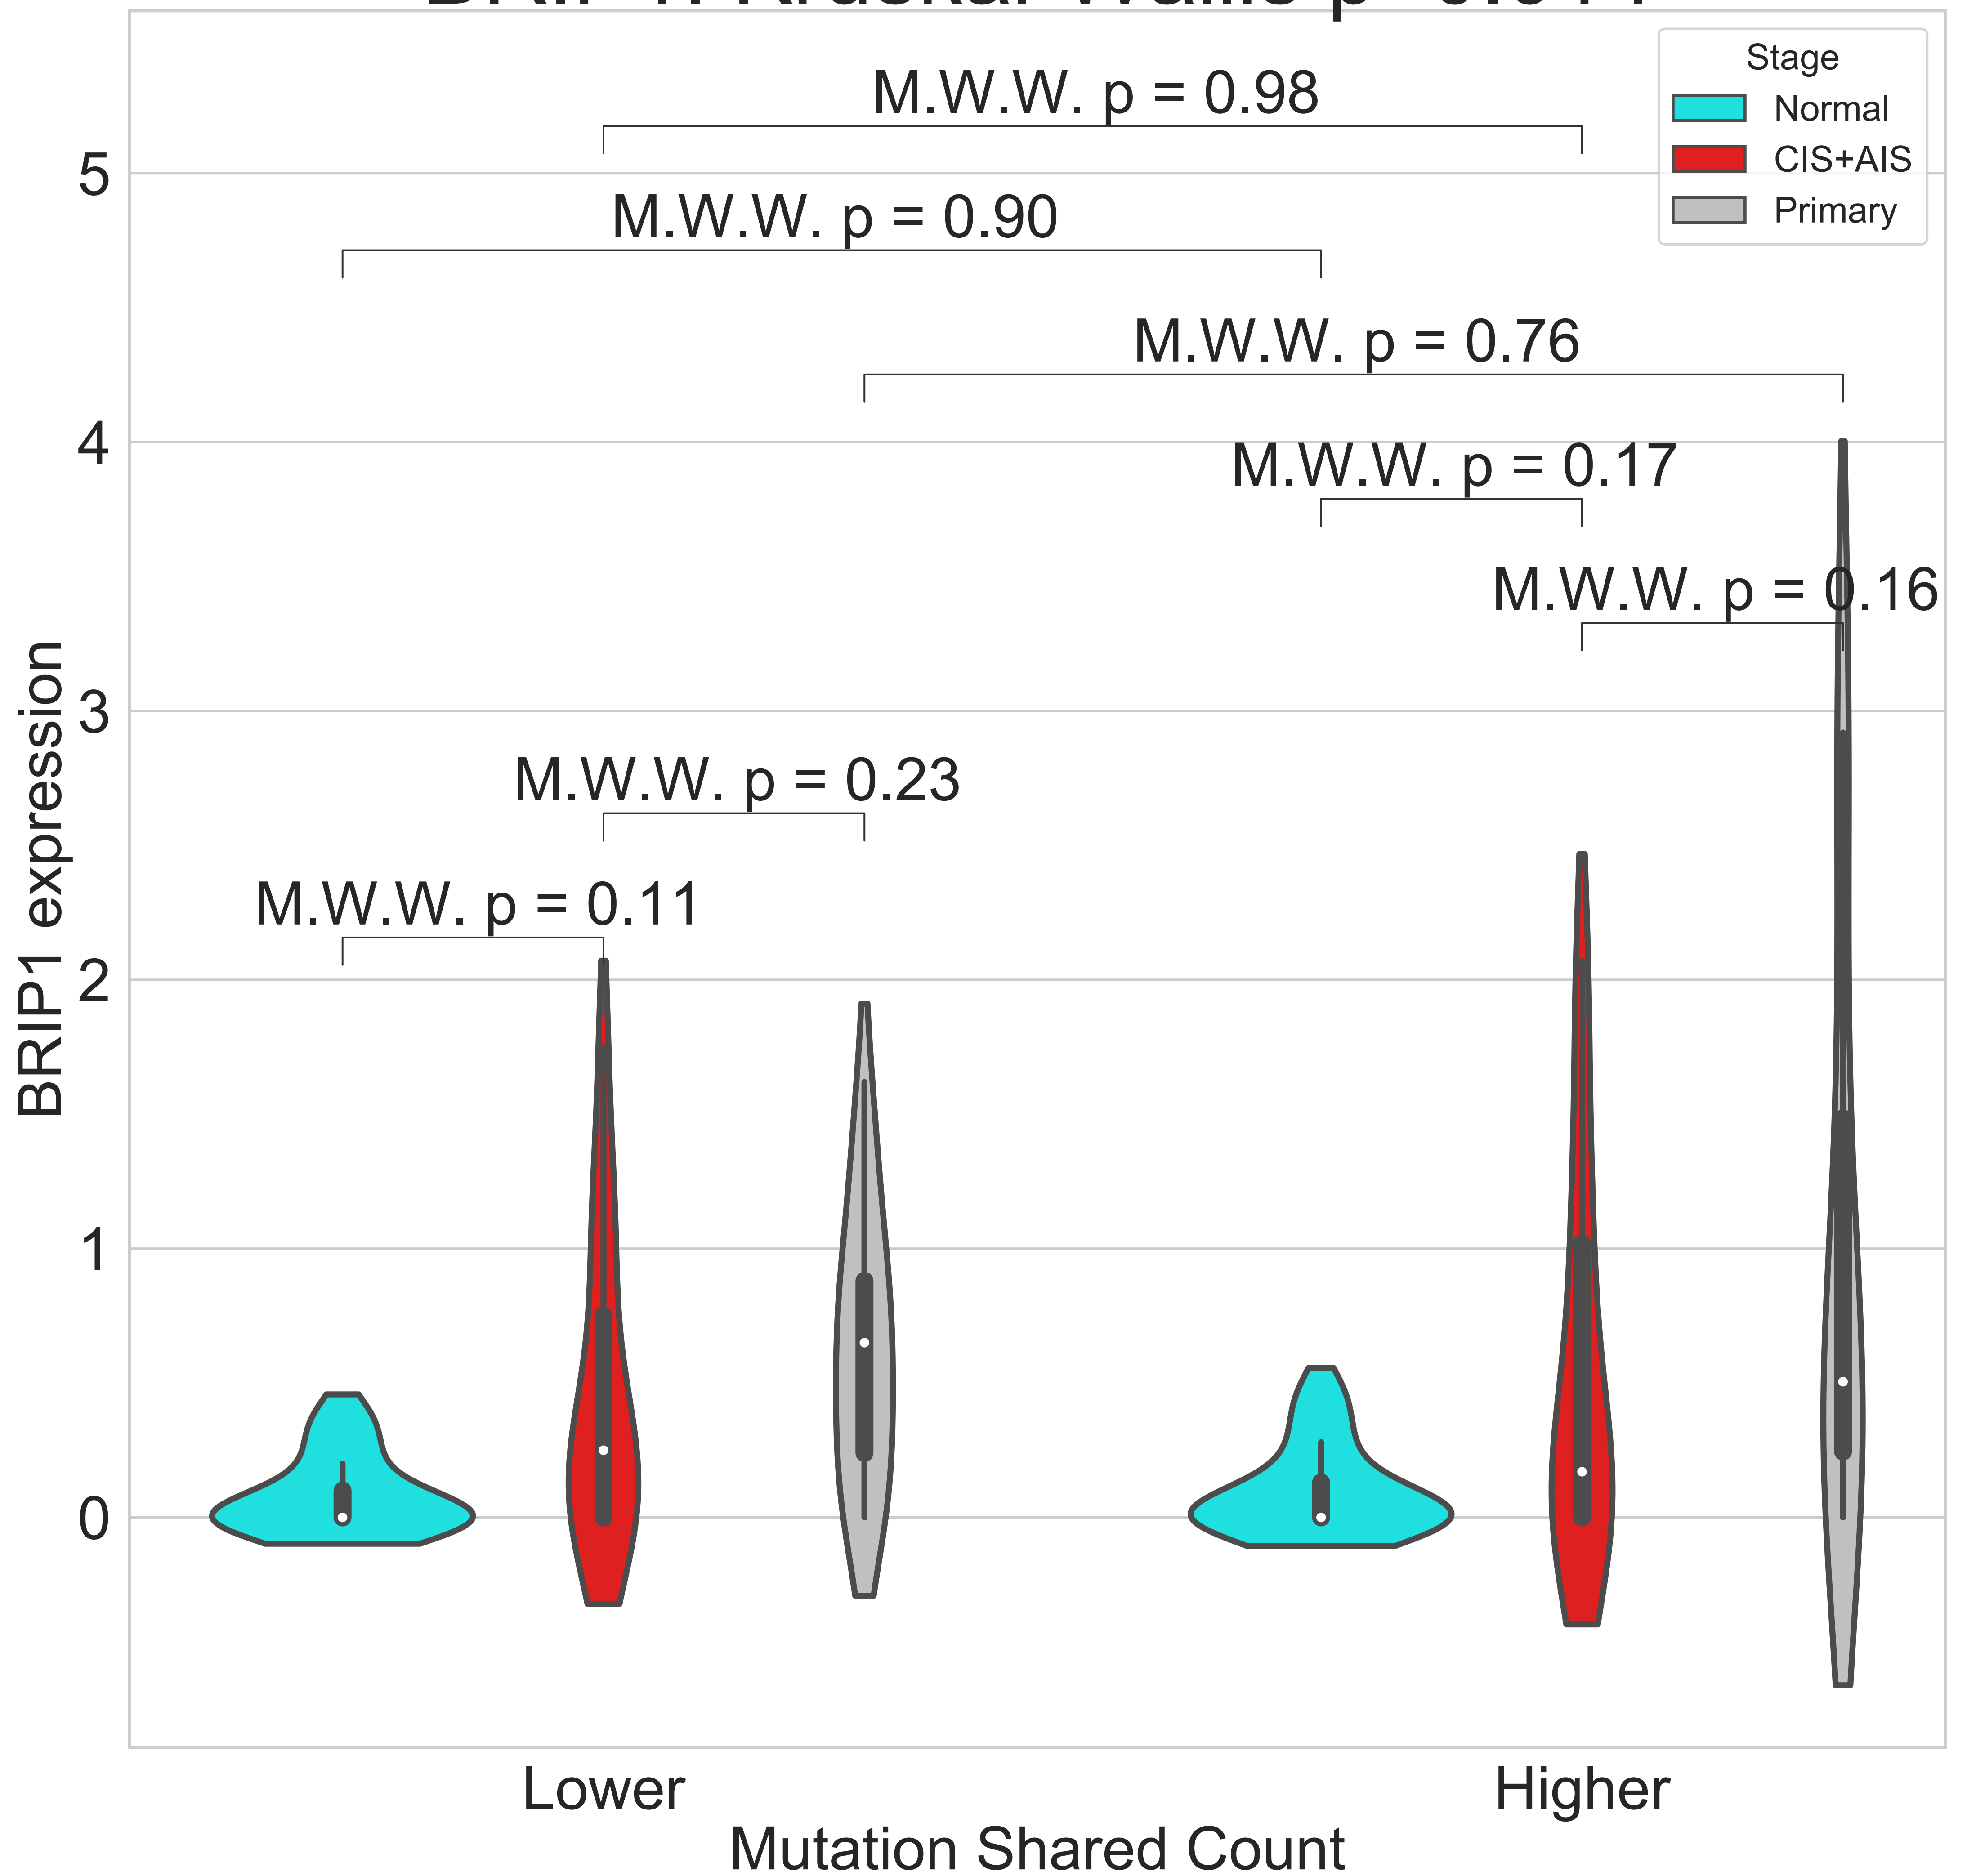 Stage
Normal
CIS+AIS
Primary
M.W.W. p = 0.98
M.W.W. p = 0.90
M.W.W. p = 0.76
M.W.W. p = 0.17
M.W.W. p = 0.16
M.W.W. p = 0.23
M.W.W. p = 0.11
5
4
3
2
1
0
BRIP1 expression
Lower
Higher
Mutation Shared Count